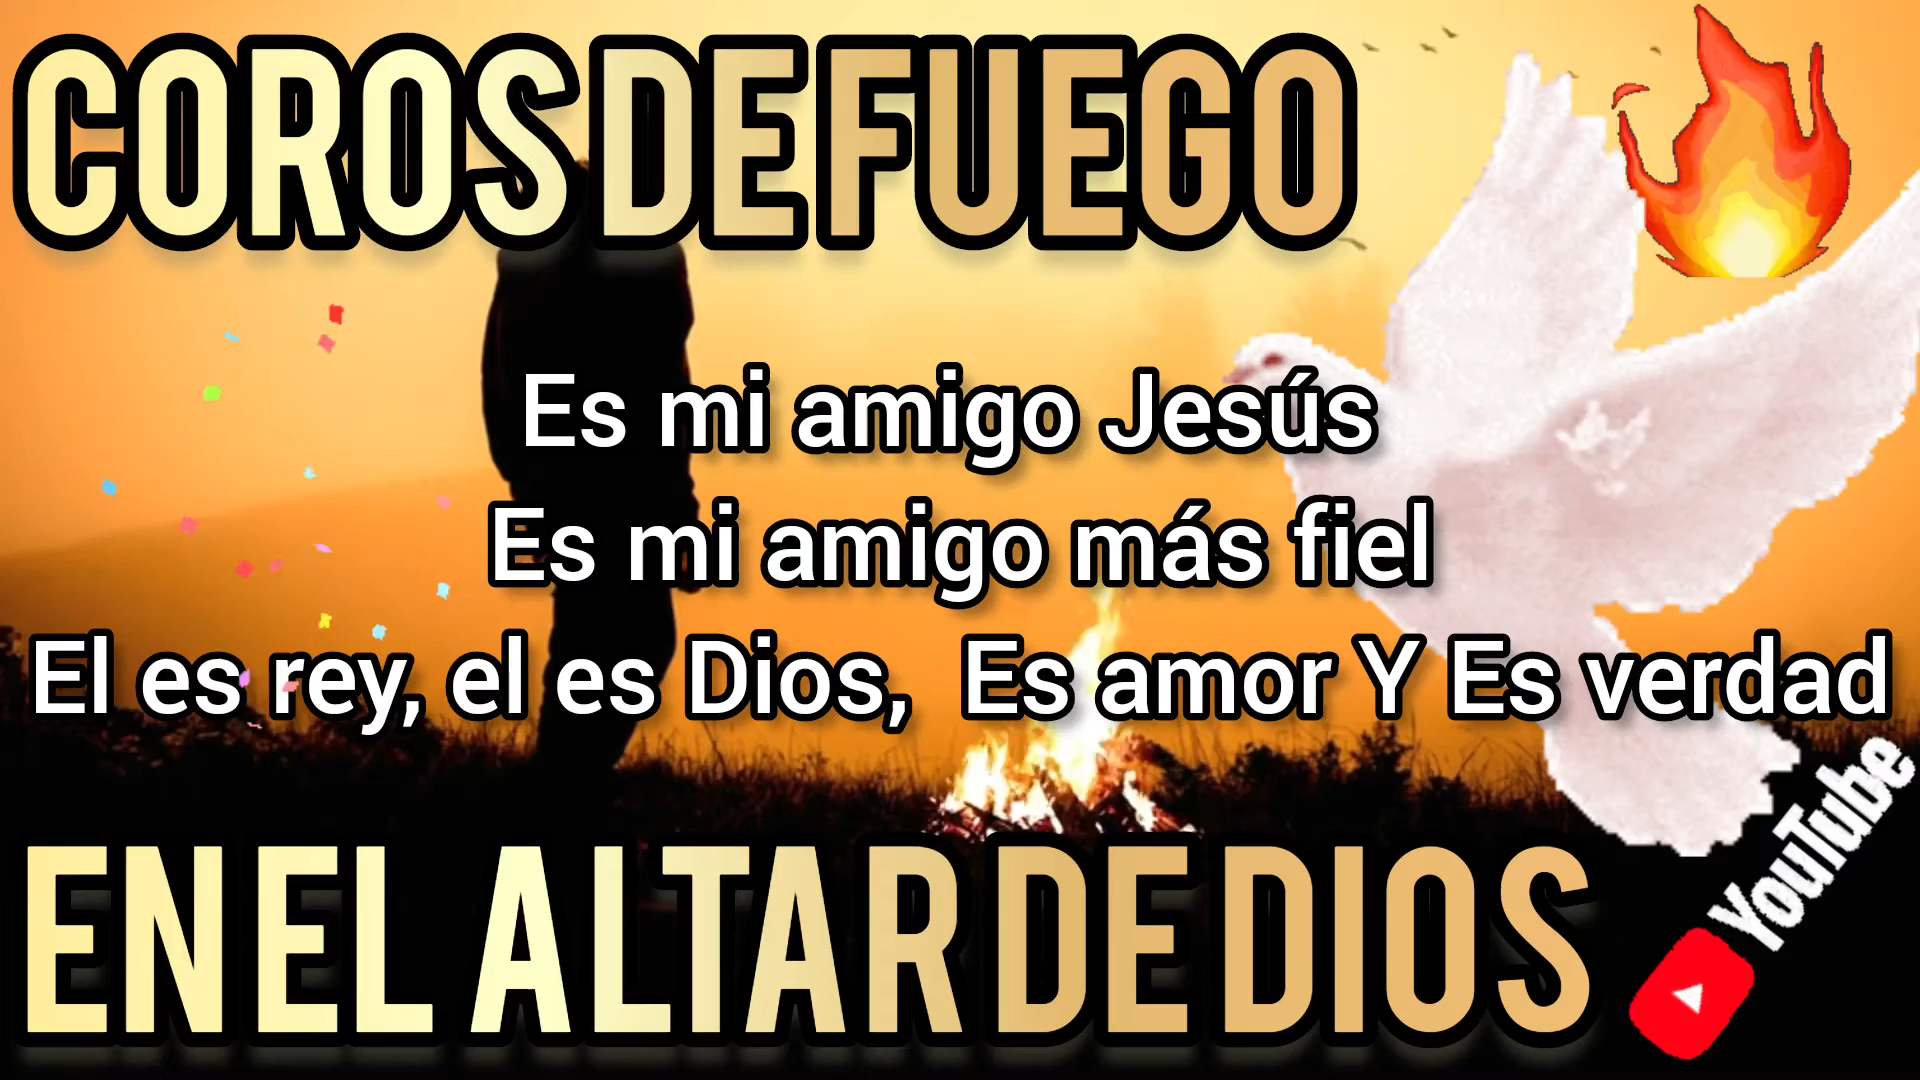 COROS DE FUEGO
Es mi amigo Jesús
Es mi amigo más fiel
El es rey, el es Dios,  Es amor Y Es verdad
YouTube
EN EL ALTAR DE DIOS